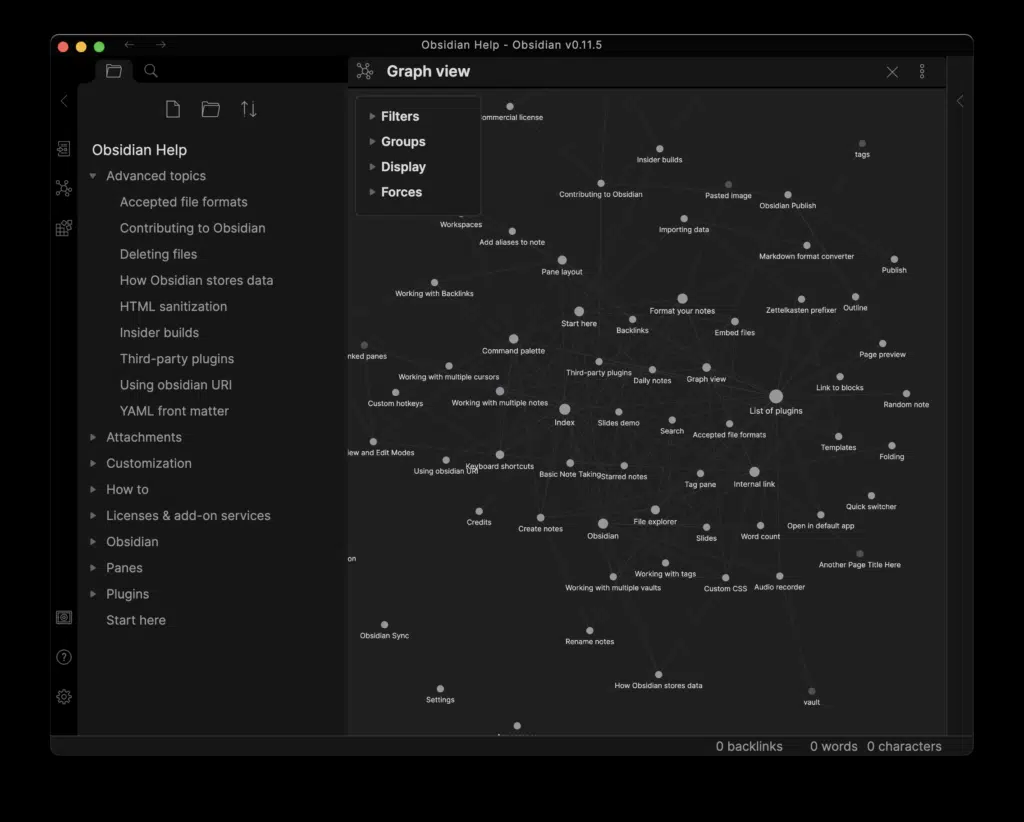 Obsidian Help - Obsidian v0.11.5
Graph view
Obsidian Help
Advanced topics
Accepted file formats
Contributing to Obsidian
Deleting files
How Obsidian stores data
HTML sanitization
Insider builds
Third-party plugins
Using obsidian URI
YAML front matter
Attachments
Customization
How to
Licenses & add-on services
Obsidian
Panes
Plugins
Start here
Filters
Groups
Display
Forces
ommercial license
Insider builds
tags
Contributing to Obsidian
Pasted image
Obsidian Publish
Workspaces
Importing data
Add aliases to note
Markdown format converter
Pane layout
Publish
Working with Backlinks
Format your notes
Zettelkasten prefixer
Outline
Start here
Backlinks
Embed files
nked panes
Command palette
Page preview
Working with multiple cursors
Third-party plugins
Daily notes
Graph view
Link to blocks
Custom hotkeys
Working with multiple notes
List of plugins
Random note
Index
Slides demo
Search
Accepted file formats
iew and Edit Modes
Templates
Folding
Using obsidian URI
Keyboard shortcuts
Basic Note Taking
Starred notes
Tag pane
Internal link
Quick switcher
Credits
Create notes
Obsidian
File explorer
Slides
Word count
Open in default app
on
Working with tags
Another Page Title Here
Working with multiple vaults
Custom CSS
Audio recorder
Obsidian Sync
Rename notes
How Obsidian stores data
Settings
vault
0 backlinks
0 words
0 characters